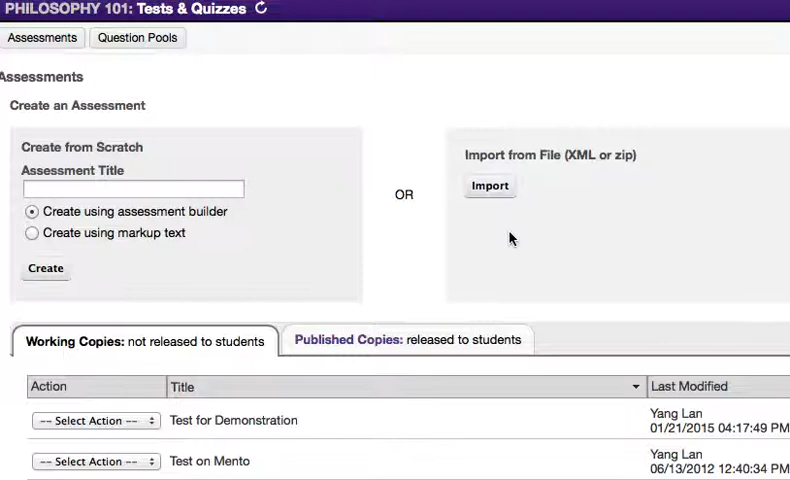 PHILOSOPHY 101: Tests & Quizzes
Assessments Question Pools
Assessments
Create an Assessment
Create from Scratch
Assessment Title
Create using assessment builder
Create using markup text
Create
OR
Import from File (XML or zip)
Import
Working Copies: not released to students
Published Copies: released to students
Action Title Last Modified
-- Select Action -- Test for Demonstration Yang Lan
01/21/2015 04:17:49 PM
-- Select Action -- Test on Mento Yang Lan
06/13/2012 12:40:34 PM